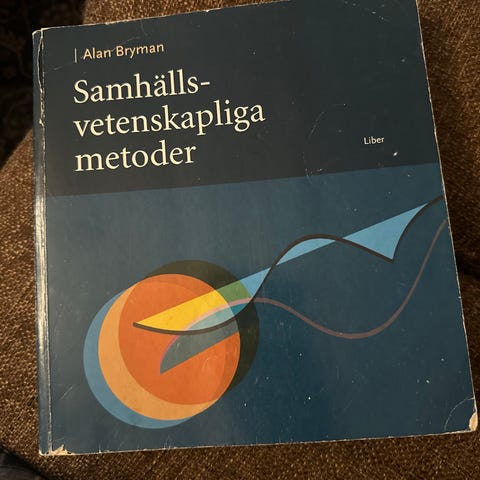 Alan Bryman
Samhälls-
vetenskapliga
metoder
Liber